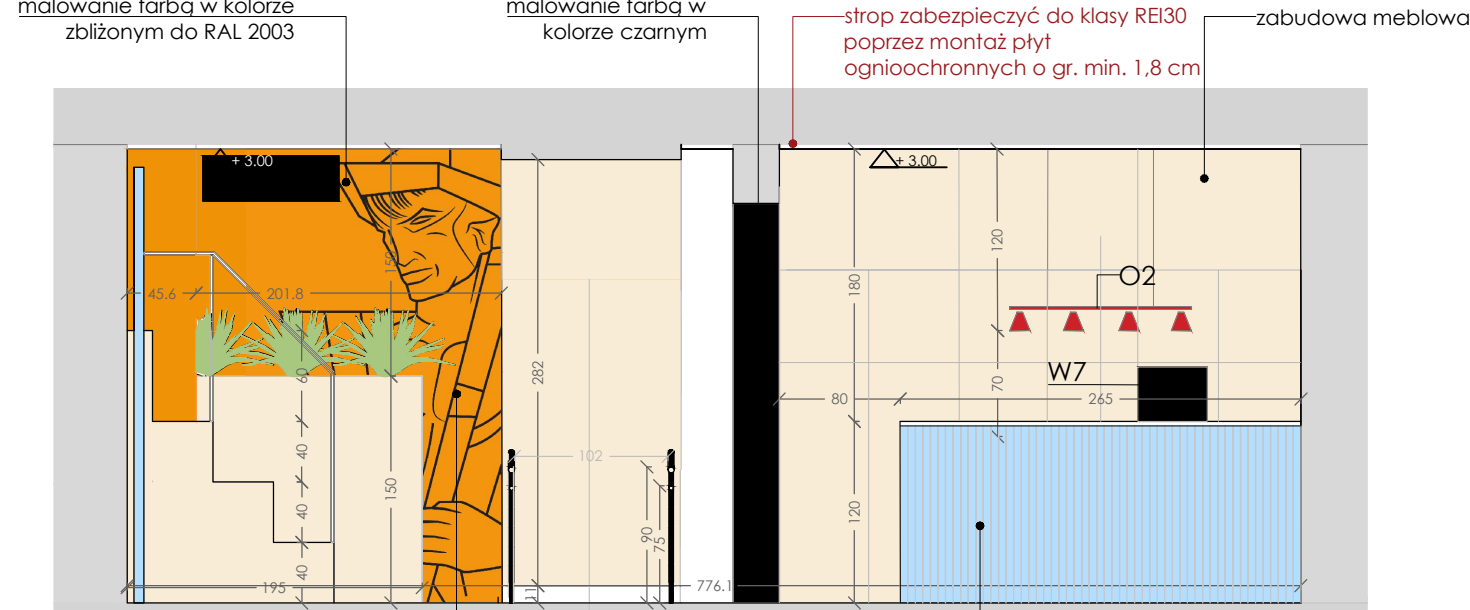 malowanie farbą w kolorze
zbliżonym do RAL 2003
malowanie farbą w
kolorze czarnym
strop zabezpieczyć do klasy REI30
poprzez montaż płyt
ognioochronnych o gr. min. 1,8 cm
zabudowa meblowa
+ 3.00
+ 3.00
150
120
180
O2
45.6
201.8
282
60
W7
70
80
265
40
102
150
40
90
75
120
40
195
776.1
11